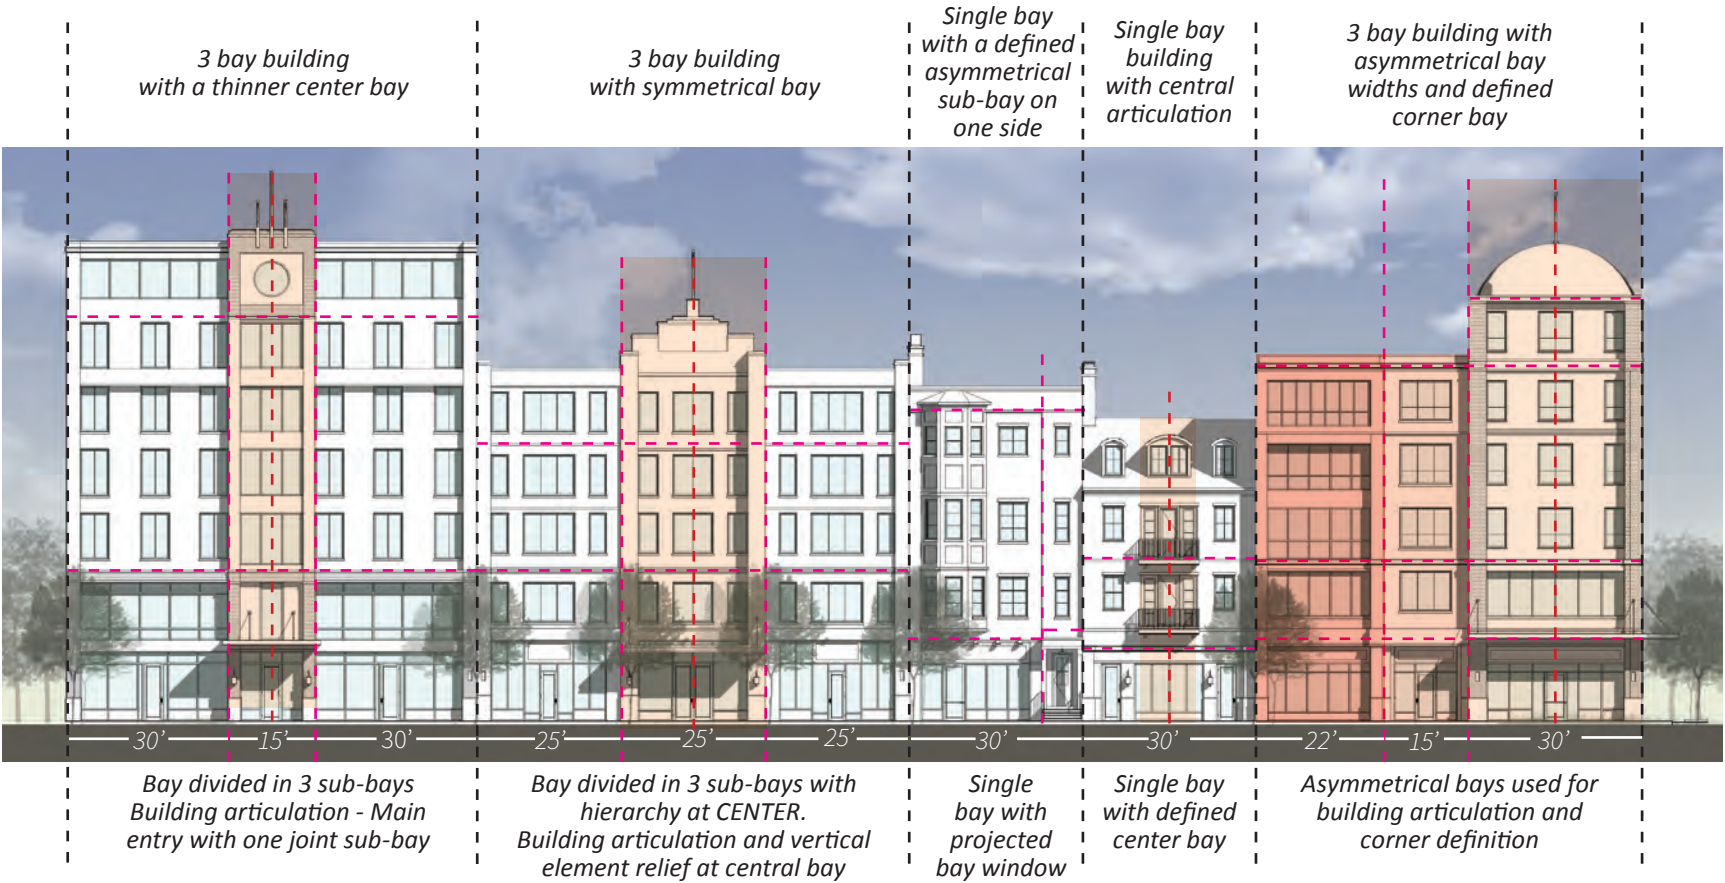 3 bay building
with a thinner center bay
3 bay building
with symmetrical bay
Single bay
with a defined
asymmetrical
sub-bay on
one side
Single bay
building
with central
articulation
3 bay building with
asymmetrical bay
widths and defined
corner bay
30’
15’
30’
25’
25’
25’
30’
30’
22’
15’
30’
Bay divided in 3 sub-bays
Building articulation - Main
entry with one joint sub-bay
Bay divided in 3 sub-bays with
hierarchy at CENTER.
Building articulation and vertical
element relief at central bay
Single
bay with
projected
bay window
Single bay
with defined
center bay
Asymmetrical bays used for
building articulation and
corner definition